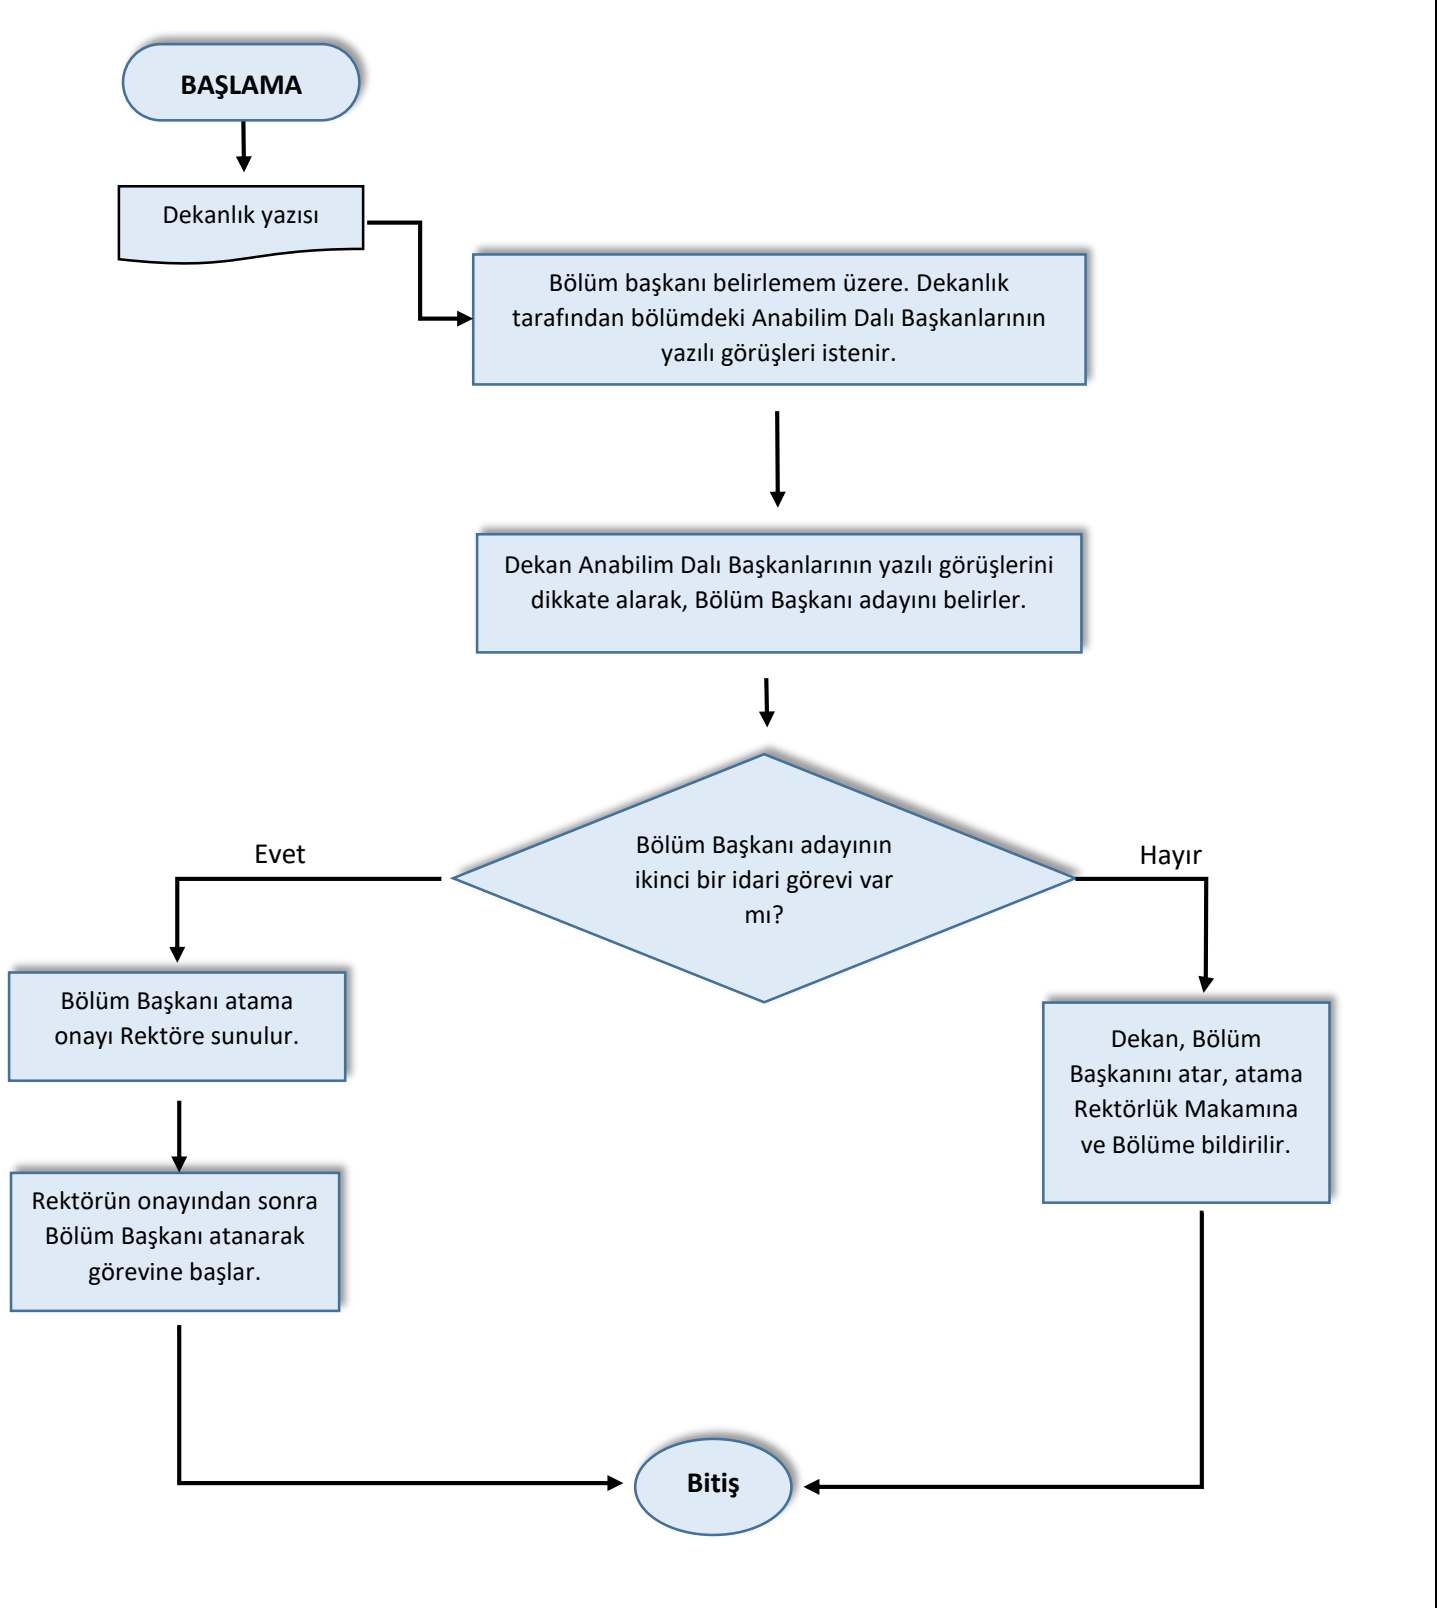 BAŞLAMA
Dekanlık yazısı
Bölüm başkanı belirlemem üzere. Dekanlık
tarafından bölümdeki Anabilim Dalı Başkanlarının
yazılı görüşleri istenir.
Dekan Anabilim Dalı Başkanlarının yazılı görüşlerini
dikkate alarak, Bölüm Başkanı adayını belirler.
Bölüm Başkanı adayının
ikinci bir idari görevi var
mı?
Evet
Hayır
Bölüm Başkanı atama
onayı Rektöre sunulur.
Dekan, Bölüm
Başkanını atar, atama
Rektörlük Makamına
ve Bölüme bildirilir.
Rektörün onayından sonra
Bölüm Başkanı atanarak
görevine başlar.
Bitiş